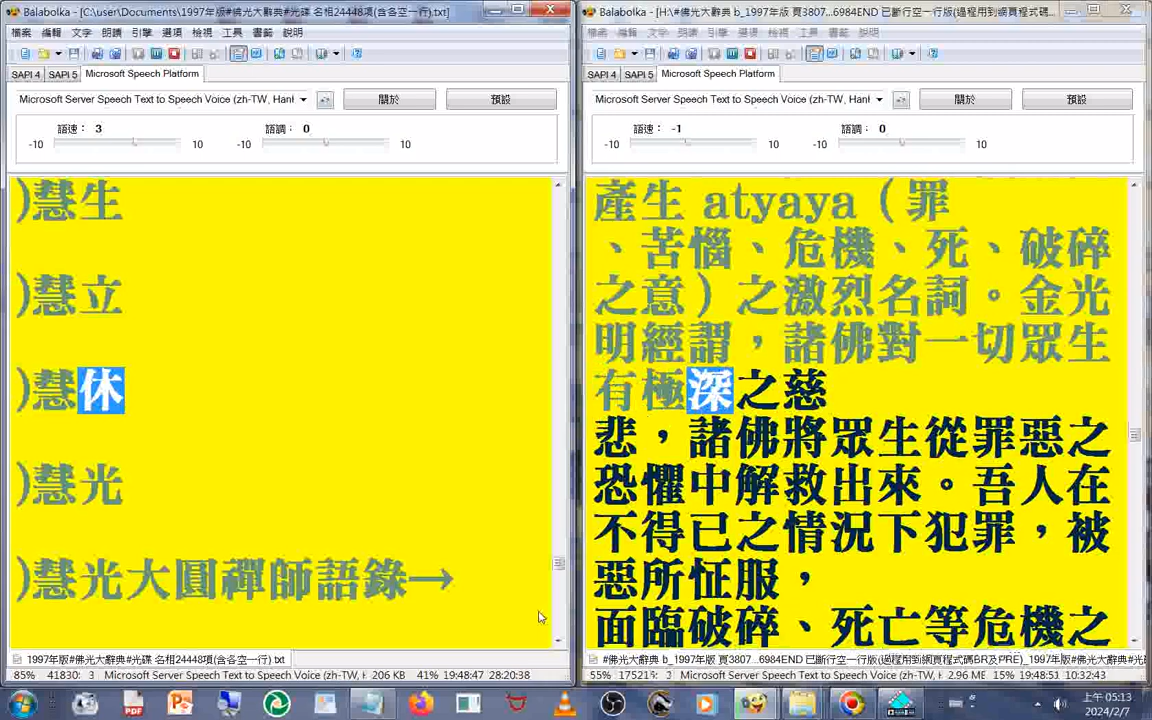 Balabolka - [C:\user\Documents\1997年版#佛光大辭典#光碟 名相24448項(含各空一行).txt]
檔案 編輯 文字 朗讀 引擎 選項 檢視 工具 書籤 說明
SAPI 4 SAPI 5 Microsoft Speech Platform
Microsoft Server Speech Text to Speech Voice (zh-TW, Hanl
關於
預設
語速： 3
語調： 0
-10 10 -10 10
)慧生
)慧立
)慧休
)慧光
)慧光大圓禪師語錄→
1997年版#佛光大辭典#光碟 名相24448項(含各空一行).txt
85% 41830: 3 Microsoft Server Speech Text to Speech Voice (zh-TW, H 206 KB 41% 19:48:47 28:20:38
Balabolka - [H:\#佛光大辭典 b_1997年版 頁3807...6984END 已斷行空一行版(過程用到網頁程式碼
檔案 編輯 文字 朗讀 引擎 選項 檢視 工具 書籤 說明
SAPI 4 SAPI 5 Microsoft Speech Platform
Microsoft Server Speech Text to Speech Voice (zh-TW, Hanl
關於
預設
語速： -1
語調： 0
-10 10 -10 10
產生 atyaya（罪
、苦惱、危機、死、破碎
之意）之激烈名詞。金光
明經謂，諸佛對一切眾生
有極深之慈
悲，諸佛將眾生從罪惡之
恐懼中解救出來。吾人在
不得已之情況下犯罪，被
惡所怔服，
面臨破碎、死亡等危機之
#佛光大辭典 b_1997年版 頁3807...6984END 已斷行空一行版(過程用到網頁程式碼BR及PRE)_1997年版#佛光大辭典#光
55% 175219: Microsoft Server Speech Text to Speech Voice (zh-TW, H 2.96 ME 15% 19:48:51 10:32:43
上午 05:13
2024/2/7